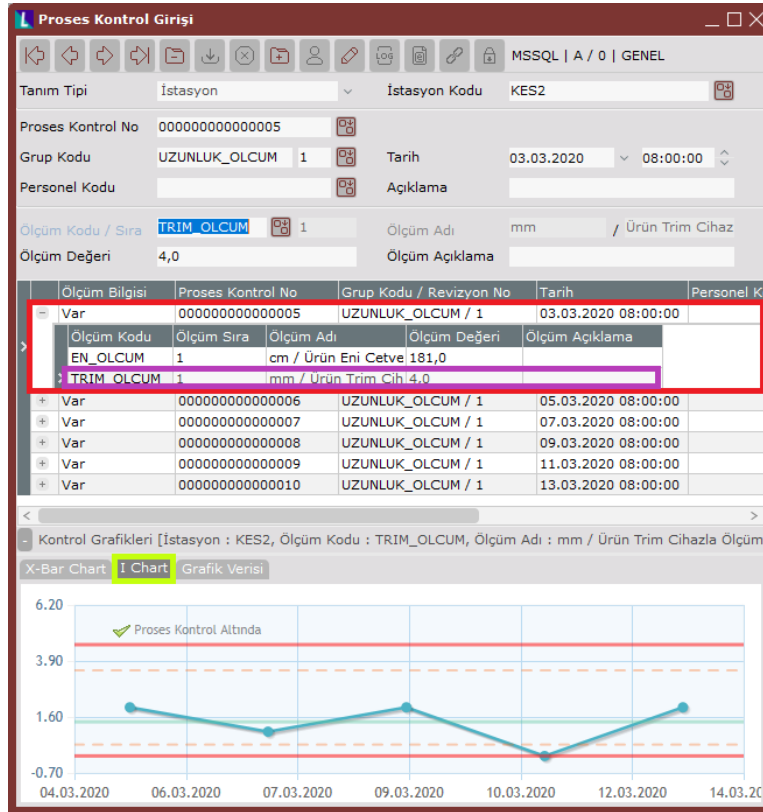 Proses Kontrol Girişi
LOG MSSQL | A / 0 | GENEL
Tanım Tipi İstasyon İstasyon Kodu KES2
Proses Kontrol No 000000000000005
Grup Kodu UZUNLUK_OLCUM 1 Tarih 03.03.2020 08:00:00
Personel Kodu Açıklama
Ölçüm Kodu / Sıra TRIM_OLCUM 1 Ölçüm Adı mm / Ürün Trim Cihaz
Ölçüm Değeri 4,0 Ölçüm Açıklama
Ölçüm Bilgisi Proses Kontrol No Grup Kodu / Revizyon No Tarih Personel K
Var 000000000000005 UZUNLUK_OLCUM / 1 03.03.2020 08:00:00
Ölçüm Kodu Ölçüm Sıra Ölçüm Adı Ölçüm Değeri Ölçüm Açıklama
EN_OLCUM 1 cm / Ürün Eni Cetve 181,0
TRIM_OLCUM 1 mm / Ürün Trim Cih 4,0
Var 000000000000006 UZUNLUK_OLCUM / 1 05.03.2020 08:00:00
Var 000000000000007 UZUNLUK_OLCUM / 1 07.03.2020 08:00:00
Var 000000000000008 UZUNLUK_OLCUM / 1 09.03.2020 08:00:00
Var 000000000000009 UZUNLUK_OLCUM / 1 11.03.2020 08:00:00
Var 000000000000010 UZUNLUK_OLCUM / 1 13.03.2020 08:00:00
Kontrol Grafikleri [İstasyon : KES2, Ölçüm Kodu : TRIM_OLCUM, Ölçüm Adı : mm / Ürün Trim Cihazla Ölçüm
X-Bar Chart I Chart Grafik Verisi
6.20
Proses Kontrol Altında
3.90
1.60
-0.70
04.03.2020 06.03.2020 07.03.2020 09.03.2020 10.03.2020 12.03.2020 14.03.20